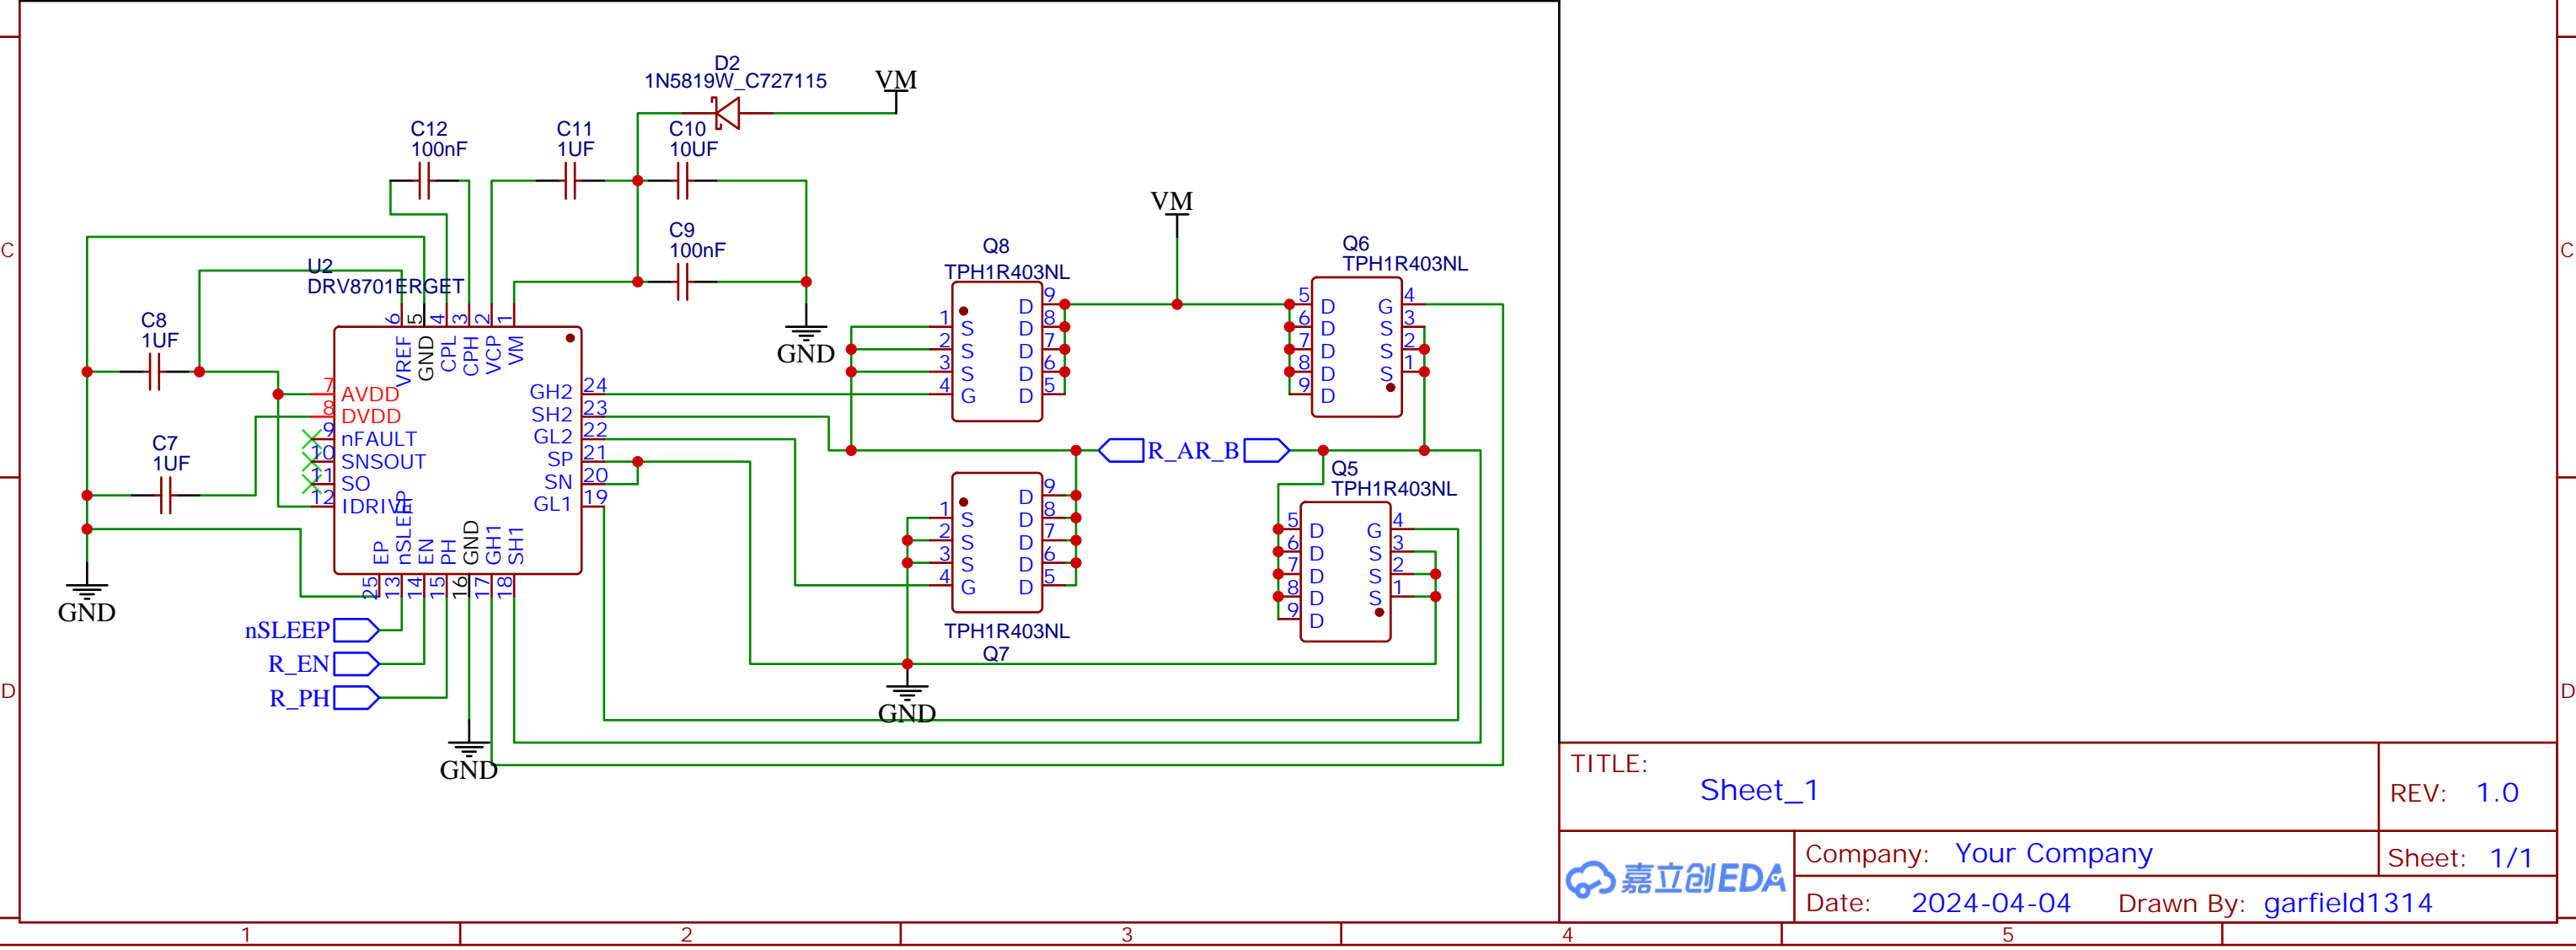 D2
1N5819W_C727115
VM
C12
100nF
C11
1UF
C10
10UF
C9
100nF
VM
GND
U2
DRV8701ERGET
C8
1UF
C7
1UF
GND
6 5 4 3 2 1
VREF GND CPL CPH VCP VM
7 AVDD
8 DVDD
9 nFAULT
10 SNSOUT
11 SO
12 IDRIVE
GH2 24
SH2 23
GL2 22
SP 21
SN 20
GL1 19
EP nSLEEP EN PH GND GH1 SH1
25 13 14 15 16 17 18
nSLEEP
R_EN
R_PH
GND
Q8
TPH1R403NL
D 9
1 S D 8
2 S D 7
3 S D 6
4 G D 5
Q6
TPH1R403NL
5 D G 4
6 D S 3
7 D S 2
8 D S 1
9 D
R_A
R_B
D 9
1 S D 8
2 S D 7
3 S D 6
4 G D 5
TPH1R403NL
Q7
GND
Q5
TPH1R403NL
5 D G 4
6 D S 3
7 D S 2
8 D S 1
9 D
TITLE:
Sheet_1
REV: 1.0
嘉立创EDA
Company: Your Company
Sheet: 1/1
Date: 2024-04-04 Drawn By: garfield1314
C
C
D
D
1 2 3 4 5